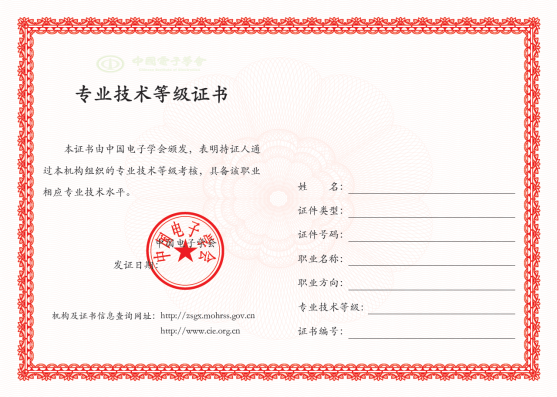 中国电子学会
专业技术等级证书
本证书由中国电子学会颁发，表明持证人通
过本机构组织的专业技术等级考核，具备该职业
相应专业技术水平。
中国电子学会
中国电子学会
发证日期：
机构及证书信息查询网址：http://zsgx.mohrss.gov.cn
http://www.cie.org.cn
姓　　名：
证件类型：
证件号码：
职业名称：
职业方向：
专业技术等级：
证书编号：